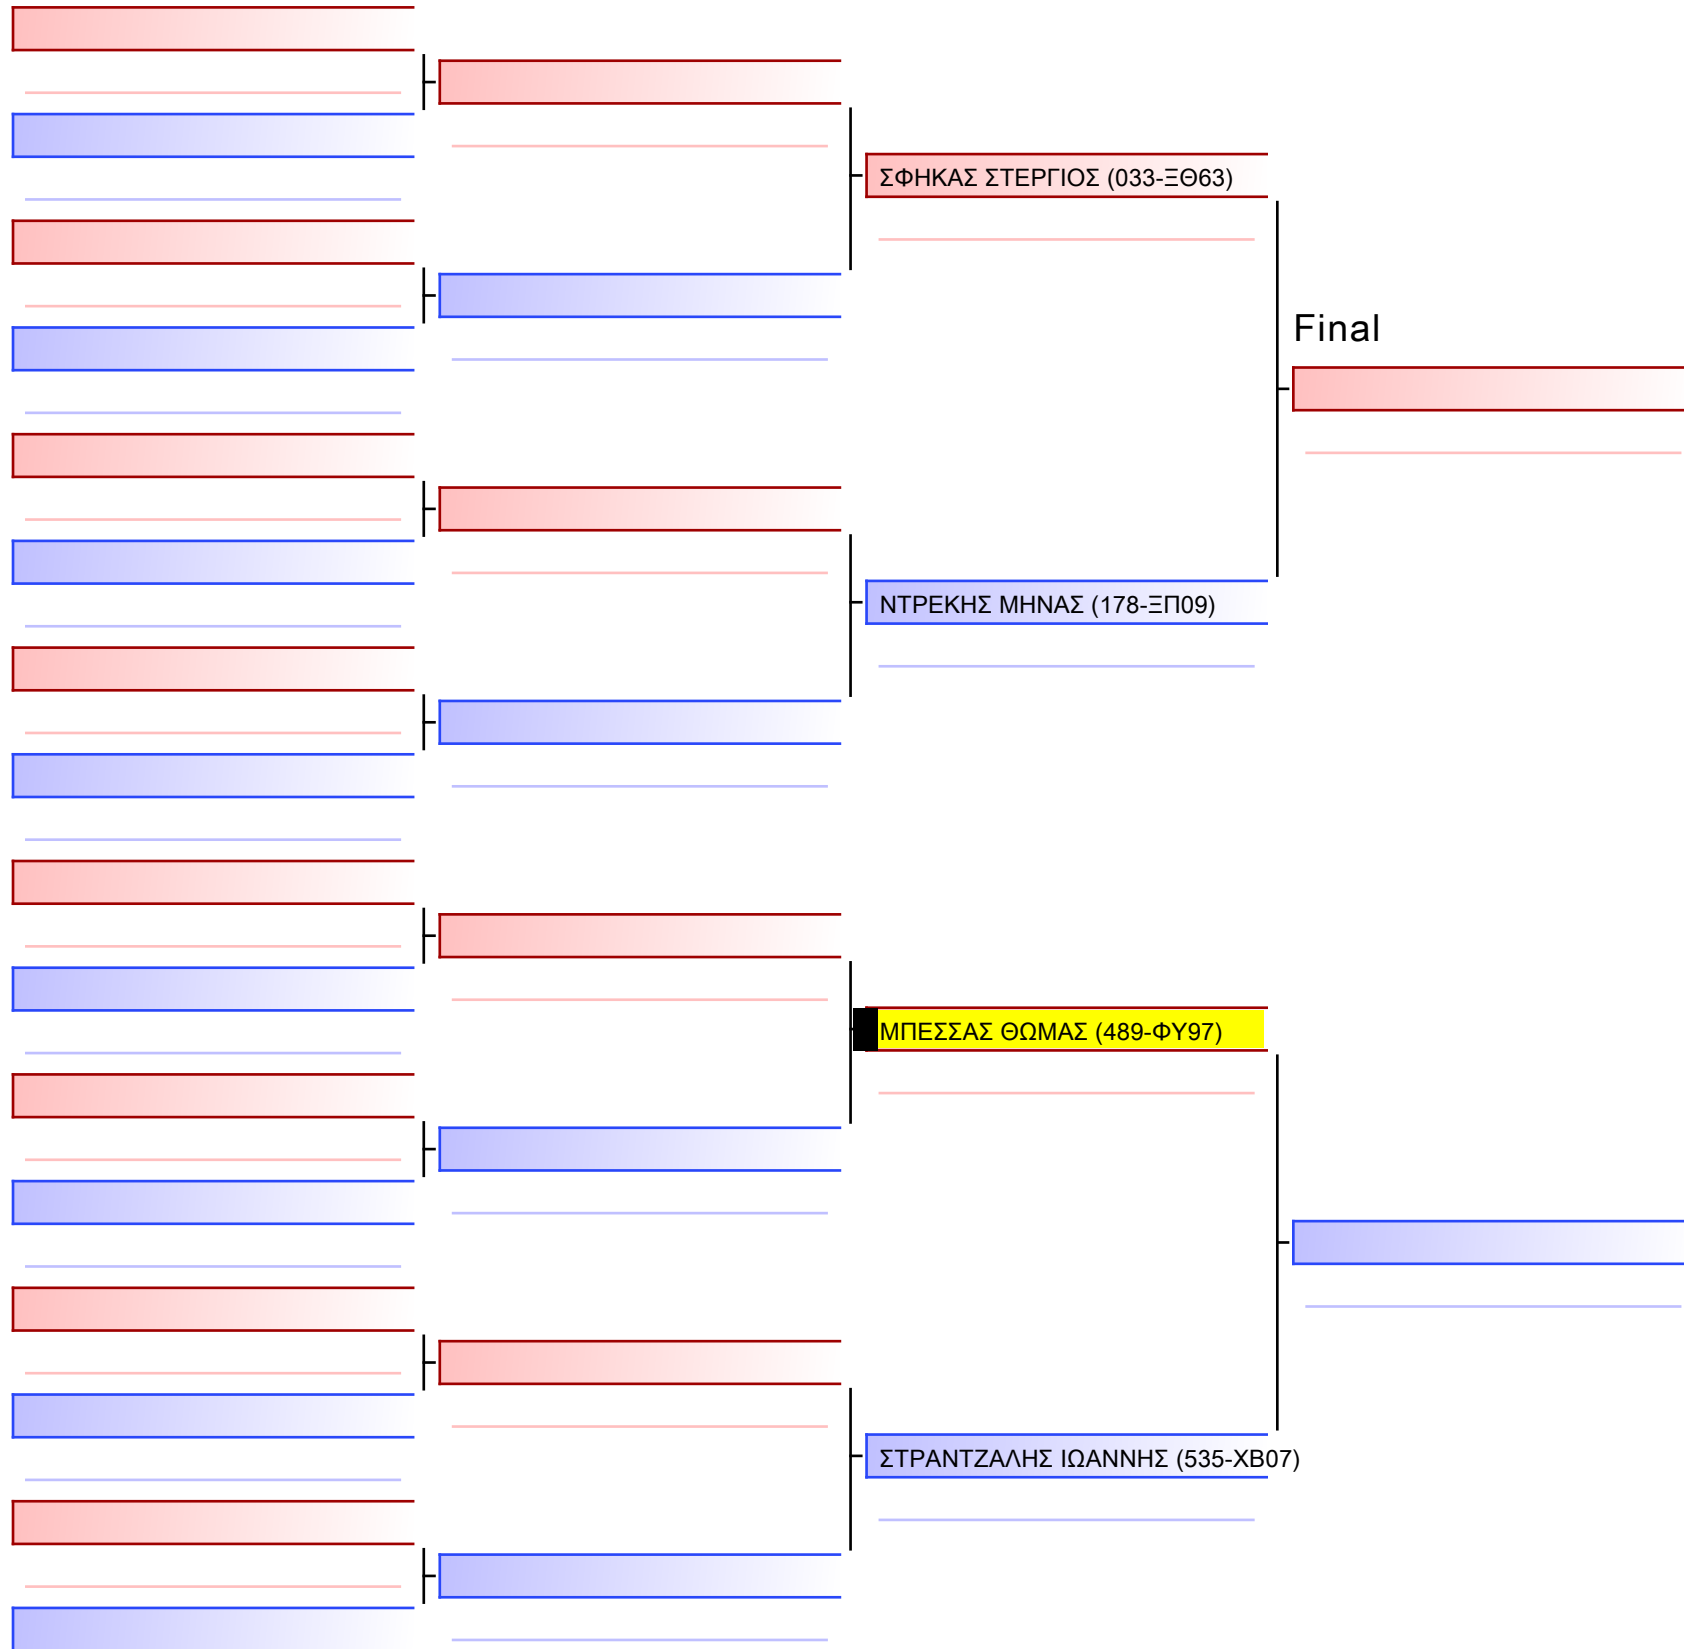 ΣΦΗΚΑΣ ΣΤΕΡΓΙΟΣ (033-ΞΘ63)
Final
ΝΤΡΕΚΗΣ ΜΗΝΑΣ (178-ΞΠ09)
ΜΠΕΣΣΑΣ ΘΩΜΑΣ (489-ΦΥ97)
ΣΤΡΑΝΤΖΑΛΗΣ ΙΩΑΝΝΗΣ (535-ΧΒ07)